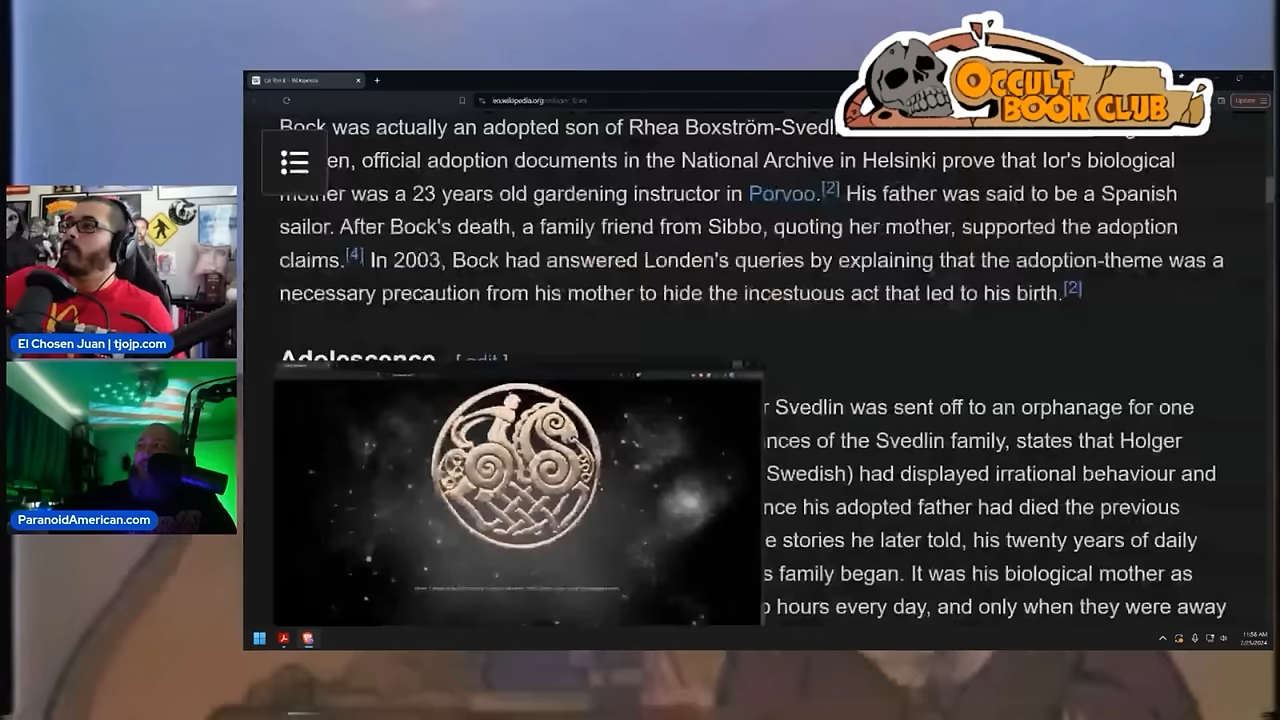 OCCULT
BOOK CLUB
Update
Bock was actually an adopted son of Rhea Boxström-Svedl
en, official adoption documents in the National Archive in Helsinki prove that Ior's biological
mother was a 23 years old gardening instructor in Porvoo.[2] His father was said to be a Spanish
sailor. After Bock's death, a family friend from Sibbo, quoting her mother, supported the adoption
claims.[4] In 2003, Bock had answered Londen's queries by explaining that the adoption-theme was a
necessary precaution from his mother to hide the incestuous act that led to his birth.[2]
Adolescence [ edit ]
r Svedlin was sent off to an orphanage for one
nces of the Svedlin family, states that Holger
Swedish) had displayed irrational behaviour and
nce his adopted father had died the previous
e stories he later told, his twenty years of daily
s family began. It was his biological mother as
hours every day, and only when they were away
El Chosen Juan | tjojp.com
ParanoidAmerican.com
11:56 AM
2/25/2024